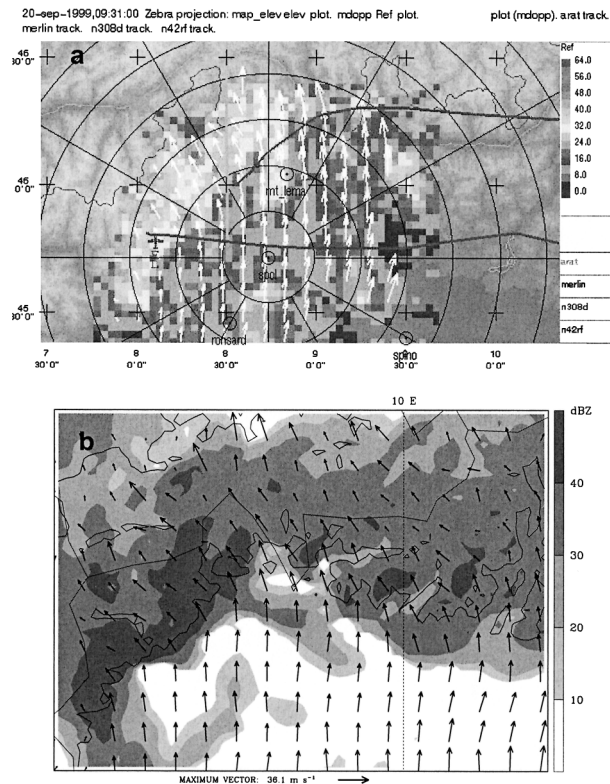 20-sep-1999,09:31:00 Zebra projection: map_elev elev plot. mdopp Ref plot. plot (mdopp). arat track.
merlin track. n308d track. n42rf track.
a
Ref
64.0
56.0
48.0
40.0
32.0
24.0
16.0
8.0
0.0
46
30'0"
46
0'0"
45
30'0"
mt_lema
spol
ronsard
spino
arat
merlin
n308d
n42rf
7
30'0"
8
0'0"
8
30'0"
9
0'0"
9
30'0"
10
0'0"
10 E
dBZ
b
40
30
20
10
MAXIMUM VECTOR: 36.1 m s⁻¹